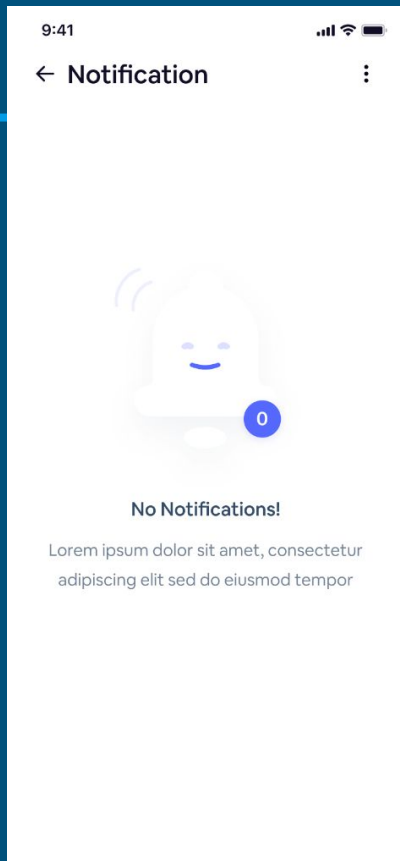 9:41
Notification
0
No Notifications!
Lorem ipsum dolor sit amet, consectetur
adipiscing elit sed do eiusmod tempor